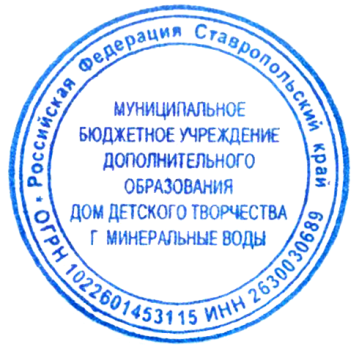 * Российская Федерация Ставропольский край
ОГРН 1022601453115 ИНН 2630030689
МУНИЦИПАЛЬНОЕ
БЮДЖЕТНОЕ УЧРЕЖДЕНИЕ
ДОПОЛНИТЕЛЬНОГО
ОБРАЗОВАНИЯ
ДОМ ДЕТСКОГО ТВОРЧЕСТВА
Г МИНЕРАЛЬНЫЕ ВОДЫ